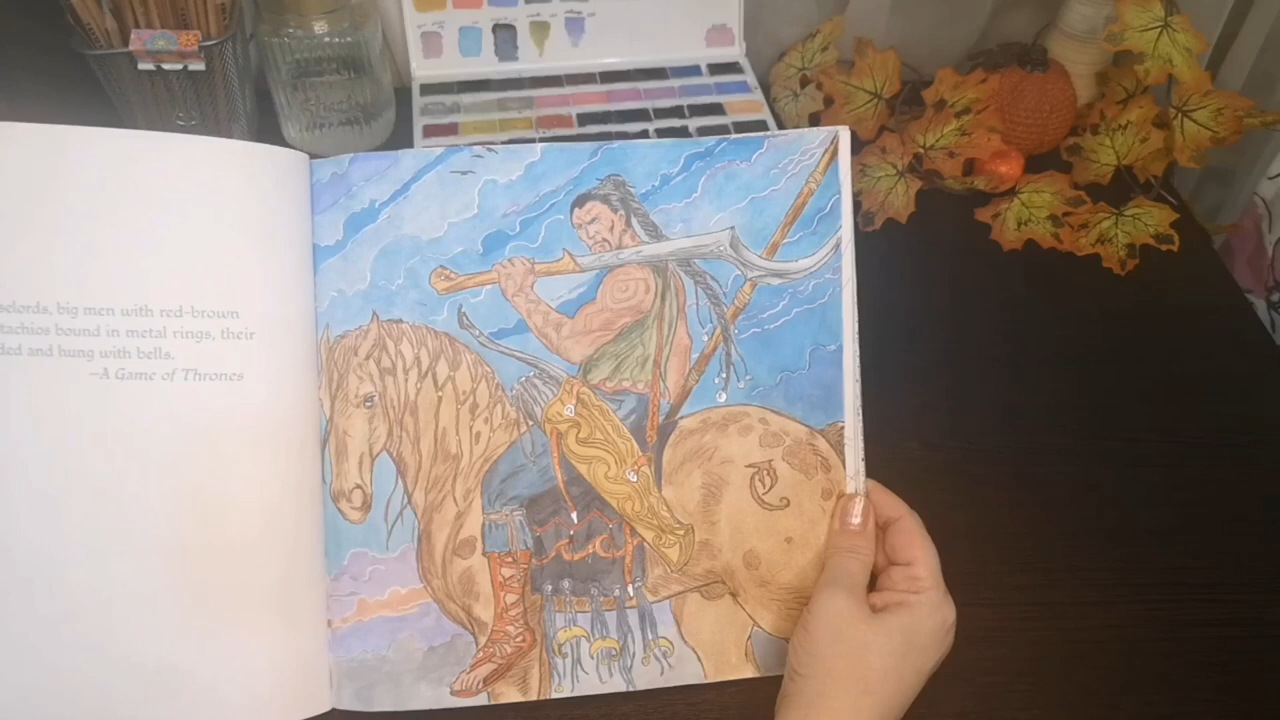 selords, big men with red-brown
tachios bound in metal rings, their
ded and hung with bells.
—A Game of Thrones